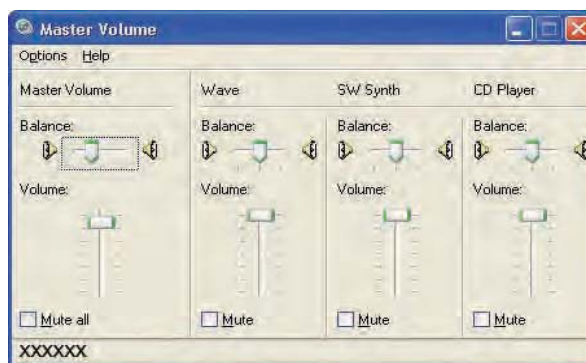 Master Volume
Options Help
Master Volume Wave SW Synth CD Player
Balance: Balance: Balance: Balance:
Volume: Volume: Volume: Volume:
Mute all Mute Mute Mute
XXXXXX